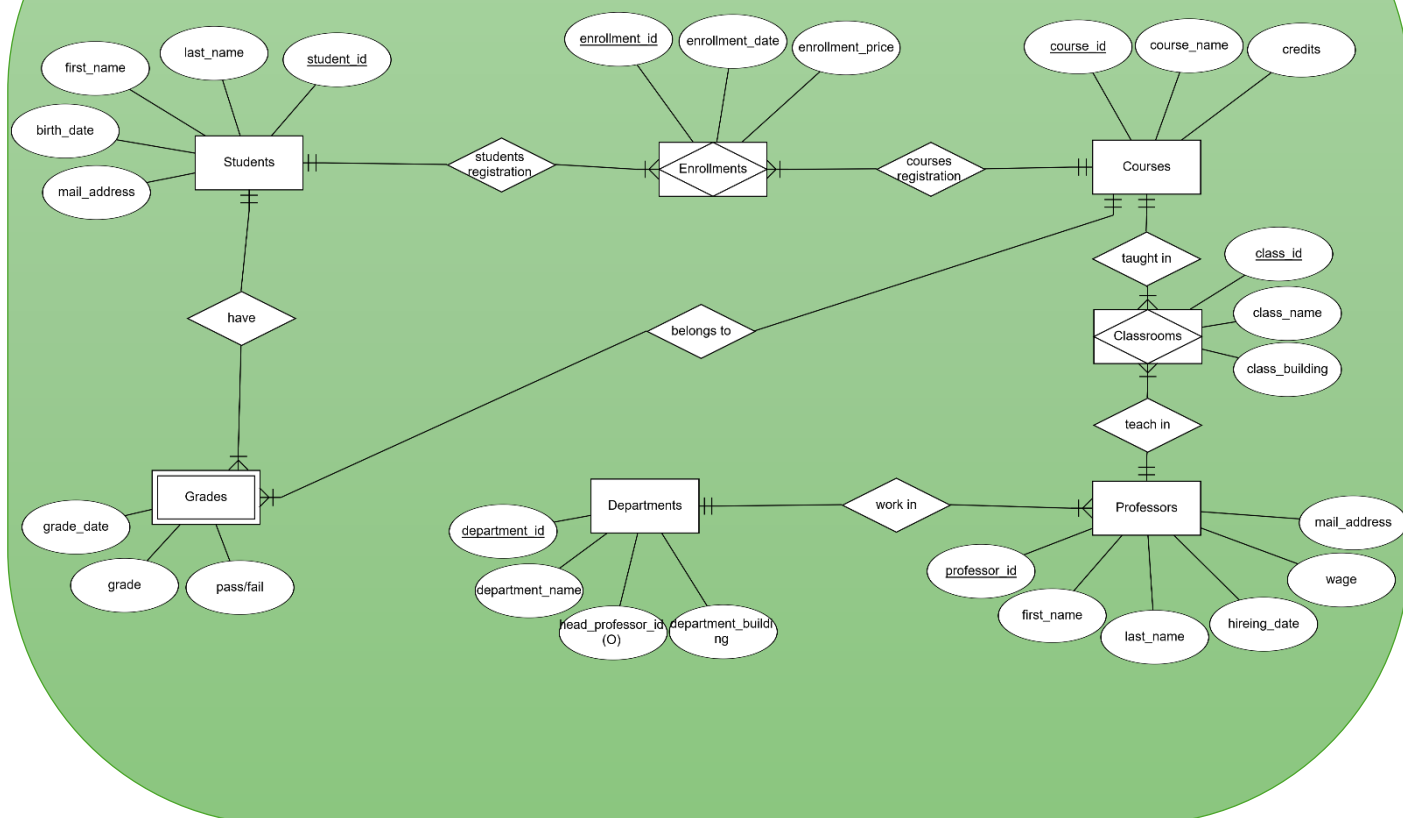 enrollment_id
enrollment_date
enrollment_price
course_id
course_name
credits
last_name
student_id
first_name
birth_date
mail_address
Students
students
registration
Enrollments
courses
registration
Courses
taught in
class_id
class_name
class_building
Classrooms
have
belongs to
teach in
Grades
grade_date
grade
pass/fail
Departments
work in
Professors
department_id
department_name
head_professor_id
(O)
department_buildi
ng
professor_id
first_name
last_name
hireing_date
wage
mail_address